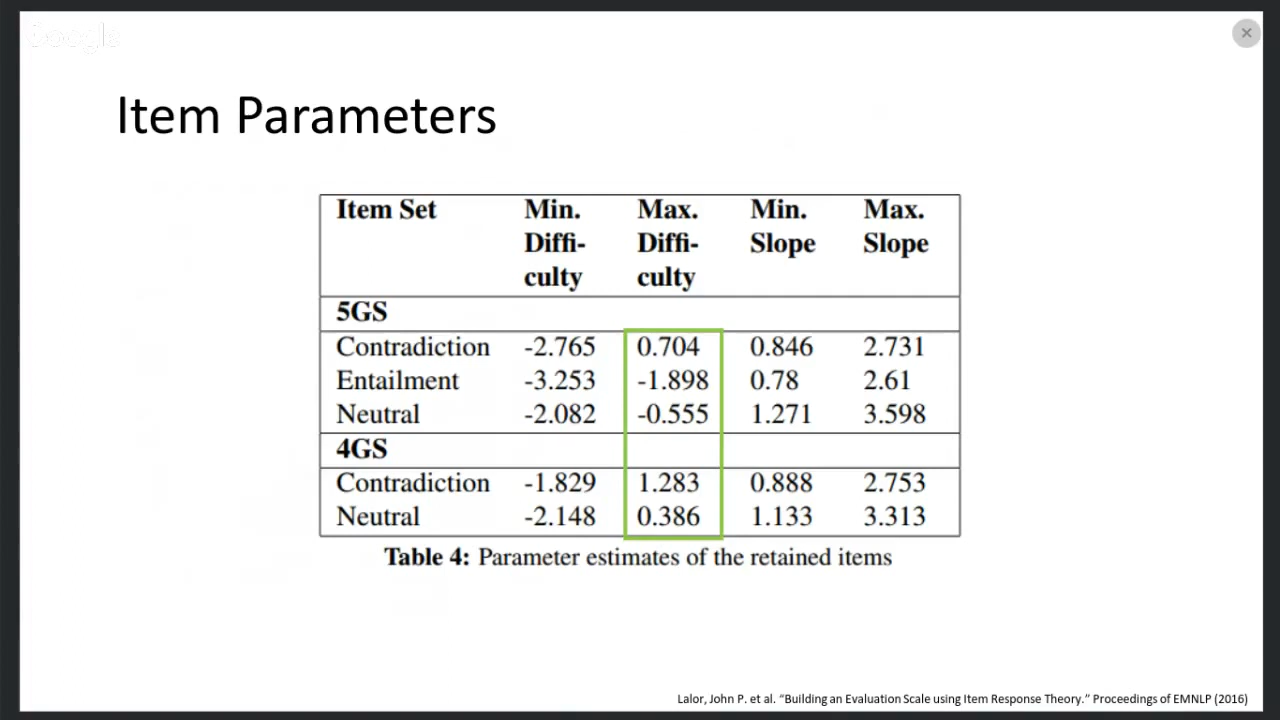 Google
Item Parameters
Item Set Min. Diffi-culty Max. Diffi-culty Min. Slope Max. Slope
5GS
Contradiction -2.765 0.704 0.846 2.731
Entailment -3.253 -1.898 0.78 2.61
Neutral -2.082 -0.555 1.271 3.598
4GS
Contradiction -1.829 1.283 0.888 2.753
Neutral -2.148 0.386 1.133 3.313
Table 4: Parameter estimates of the retained items
Lalor, John P. et al. “Building an Evaluation Scale using Item Response Theory.” Proceedings of EMNLP (2016)